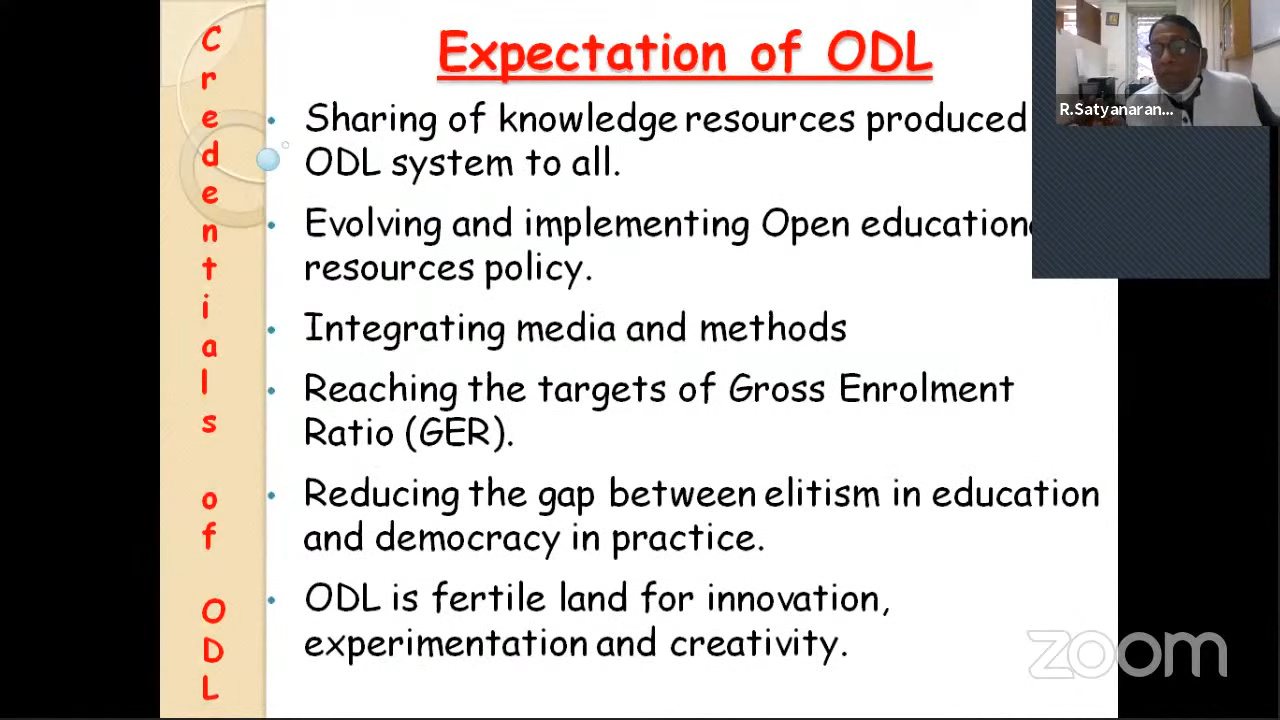 Expectation of ODL
Sharing of knowledge resources produced
ODL system to all.
Evolving and implementing Open
resources policy.
Integrating media and methods
Reaching the targets of Gross Enrolment
Ratio (GER).
Reducing the gap between elitism in education
and democracy in practice.
ODL is fertile land for innovation,
experimentation and creativity.
Credentials of ODL
R.Satyanaran...
zoom